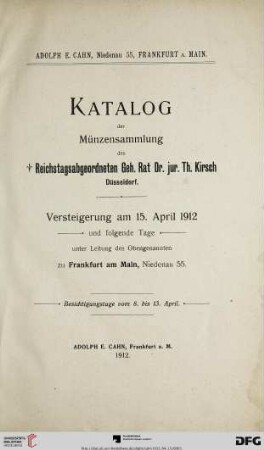 ADOLPH E. CAHN, Niedenau 55, FRANKFURT a. MAIN.
KATALOG
der
Münzensammlung
des
† Reichstagsabgeordneten Geh. Rat Dr. jur. Th. Kirsch
Düsseldorf.
Versteigerung am 15. April 1912
und folgende Tage
unter Leitung des Obengenannten
zu Frankfurt am Main, Niedenau 55.
Besichtigungstage vom 8. bis 13. April.
ADOLPH E. CAHN, Frankfurt a. M.
1912.
DFG